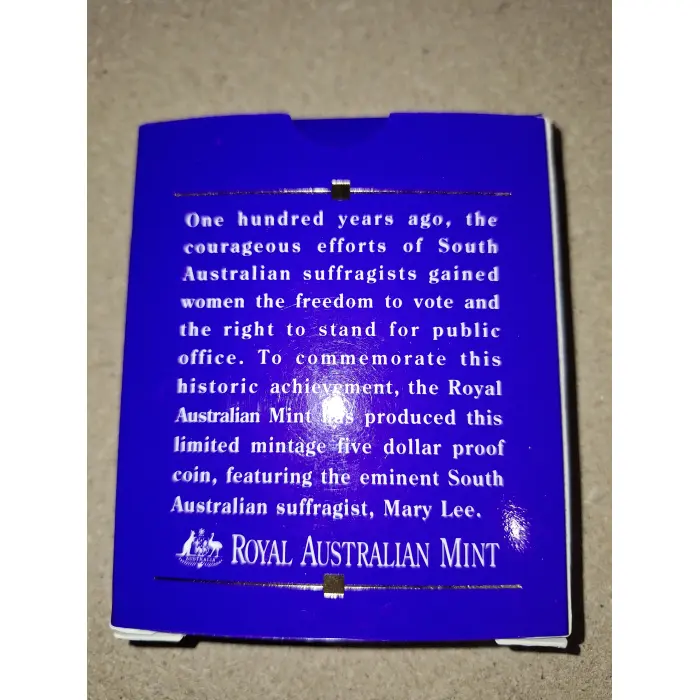 One hundred years ago, the
courageous efforts of South
Australian suffragists gained
women the freedom to vote and
the right to stand for public
office. To commemorate this
historic achievement, the Royal
Australian Mint has produced this
limited mintage five dollar proof
coin, featuring the eminent South
Australian suffragist, Mary Lee.
AUSTRALIA
ROYAL AUSTRALIAN MINT